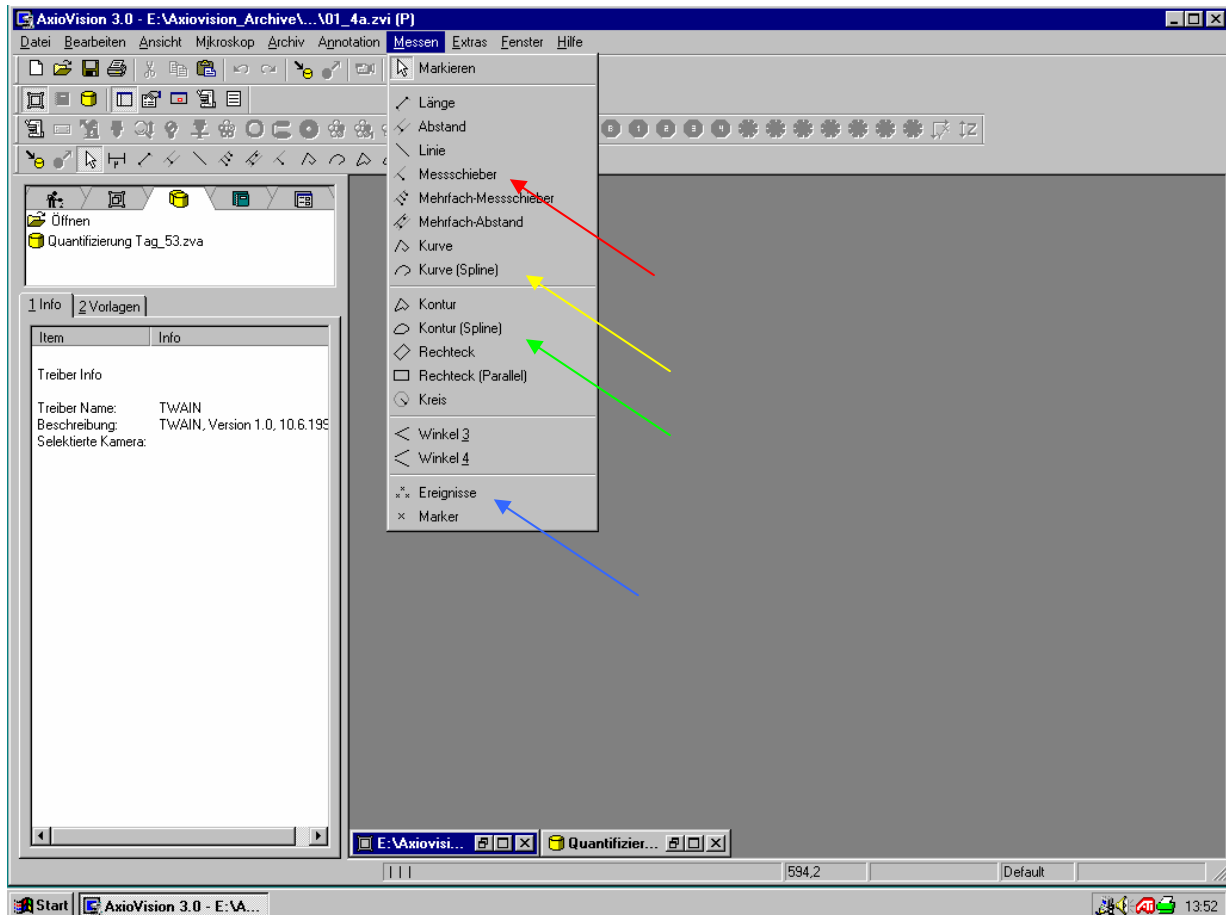 AxioVision 3.0 - E:\Axiovision_Archive\...\01_4a.zvi (P)
Datei Bearbeiten Ansicht Mikroskop Archiv Annotation Messen Extras Fenster Hilfe
Markieren
Länge
Abstand
Linie
Messschieber
Mehrfach-Messschieber
Mehrfach-Abstand
Kurve
Kurve (Spline)
Kontur
Kontur (Spline)
Rechteck
Rechteck (Parallel)
Kreis
Winkel 3
Winkel 4
Ereignisse
Marker
Öffnen
Quantifizierung Tag_53.zva
1 Info 2 Vorlagen
Item Info
Treiber Info
Treiber Name: TWAIN
Beschreibung: TWAIN, Version 1.0, 10.6.199
Selektierte Kamera:
E:\Axiovisi... Quantifizier...
594,2 Default
Start AxioVision 3.0 - E:\A... 13:52